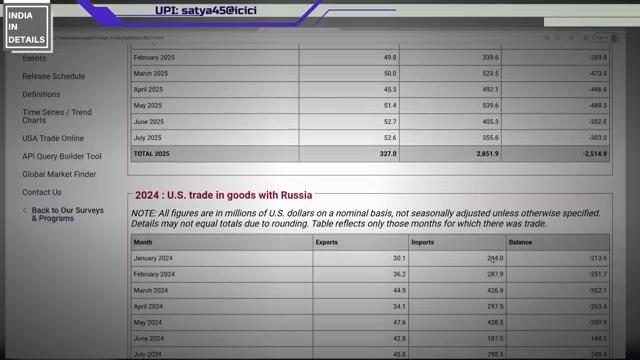 UPI: satya45@icici
INDIA
IN
DETAILS
Events
Release Schedule
Definitions
Time Series / Trend
Charts
USA Trade Online
API Query Builder Tool
Global Market Finder
Contact Us
Back to Our Surveys
& Programs
February 2025 49.8 339.6 -289.8
March 2025 50.0 523.5 -473.5
April 2025 45.5 492.1 -446.6
May 2025 51.4 539.6 -488.3
June 2025 52.7 405.3 -352.6
July 2025 52.6 355.6 -303.0
TOTAL 2025 337.0 2,851.9 -2,514.9
2024 : U.S. trade in goods with Russia
NOTE: All figures are in millions of U.S. dollars on a nominal basis, not seasonally adjusted unless otherwise specified.
Details may not equal totals due to rounding. Table reflects only those months for which there was trade.
Month Exports Imports Balance
January 2024 30.1 244.0 -213.9
February 2024 36.2 287.9 -251.7
March 2024 44.9 426.9 -382.1
April 2024 34.1 297.5 -263.4
May 2024 47.6 438.5 -390.9
June 2024 42.8 187.0 -144.2
July 2024 45.8 295.3